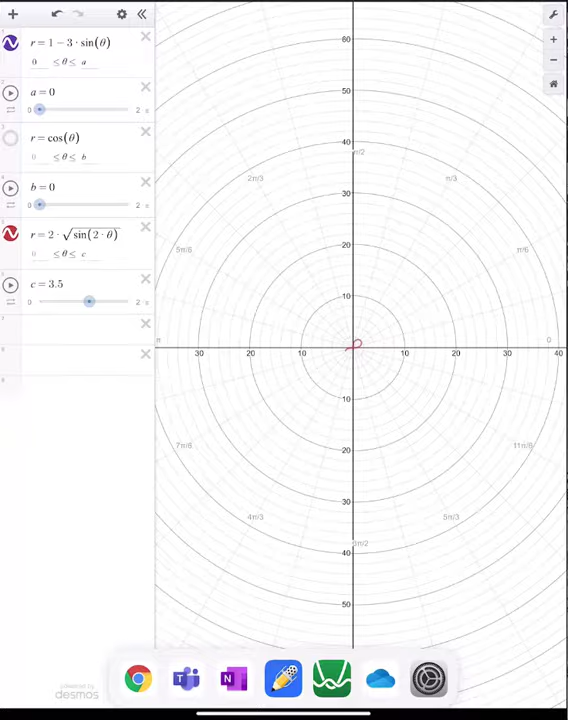 r = 1 − 3 · sin(θ)
0 ≤ θ ≤ a
a = 0
0 2 π
r = cos(θ)
0 ≤ θ ≤ b
b = 0
0 2 π
r = 2 · √sin(2 · θ)
0 ≤ θ ≤ c
c = 3.5
0 2 π
powered by
desmos
60
50
40
π/2
2π/3
π/3
30
5π/6
20
π/6
10
π
30
20
10
10
20
30
40
0
10
7π/6
20
11π/6
30
4π/3
5π/3
3π/2
40
50
N